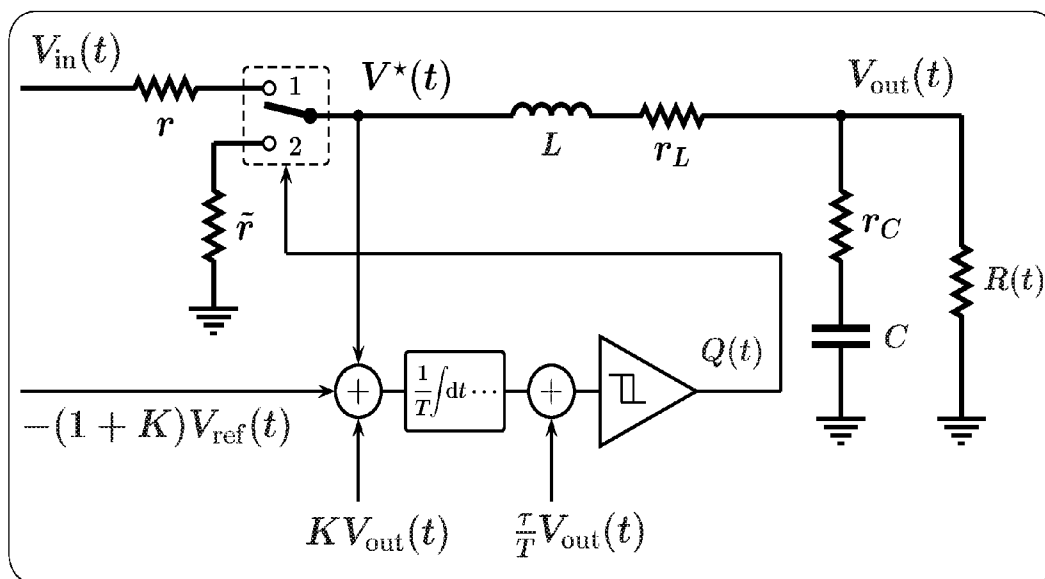 V_in(t)
r
1
2
V⋆(t)
L
r_L
V_out(t)
r̃
r_C
R(t)
C
Q(t)
−(1 + K)V_ref(t)
+
1/T ∫dt ⋯
+
KV_out(t)
τ/T V_out(t)